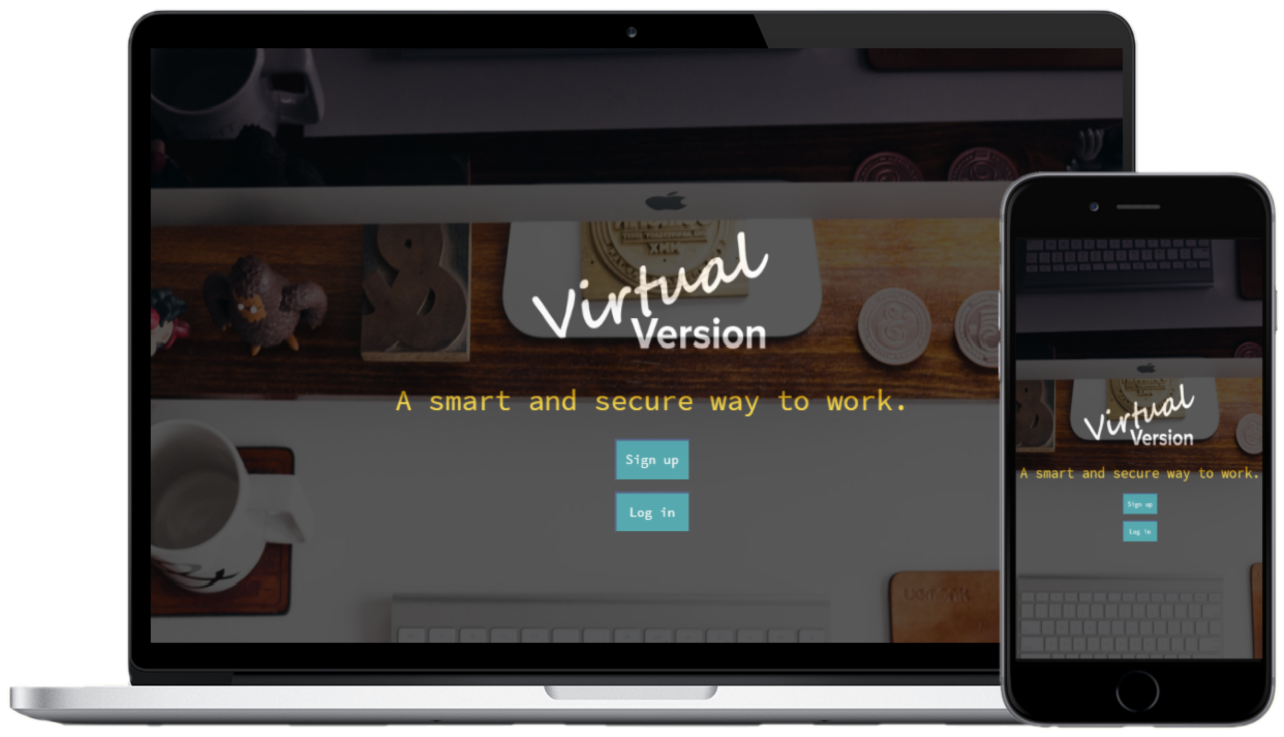 Virtual
Version
A smart and secure way to work.
Sign up
Log in
Virtual
Version
A smart and secure way to work.
Sign up
Log in